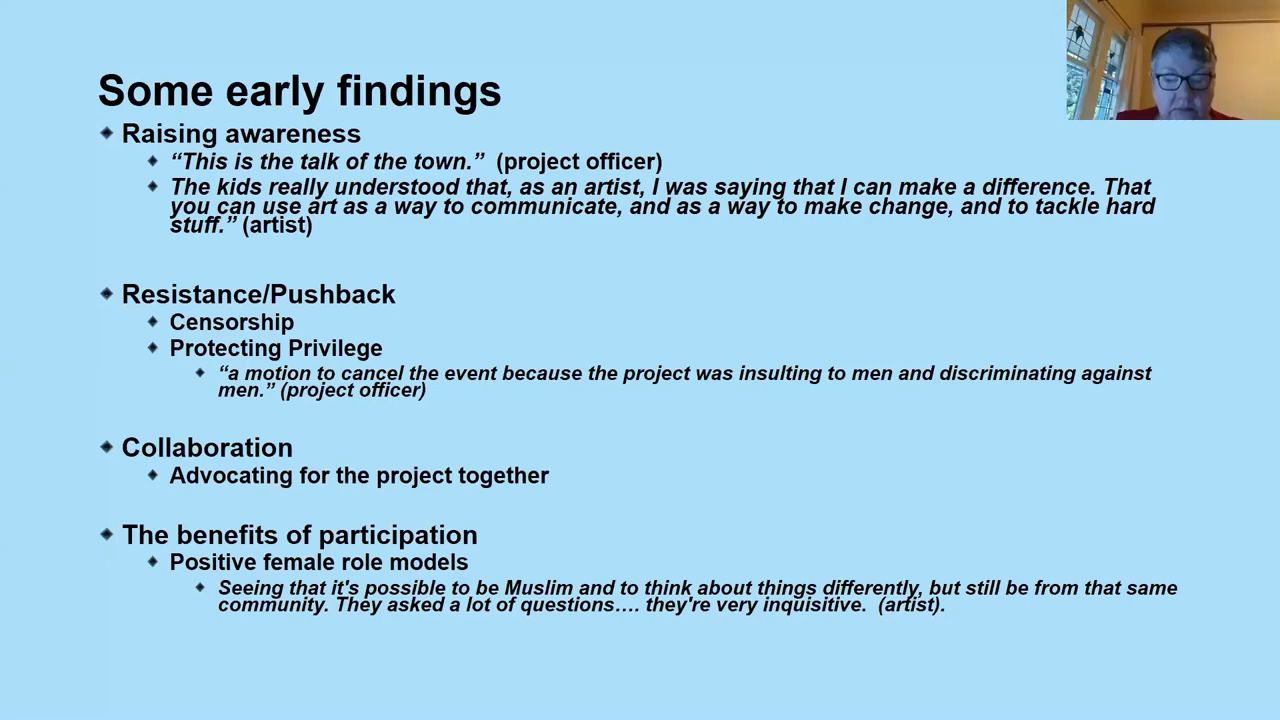 Some early findings
Raising awareness
“This is the talk of the town.”  (project officer)
The kids really understood that, as an artist, I was saying that I can make a difference. That
you can use art as a way to communicate, and as a way to make change, and to tackle hard
stuff.” (artist)
Resistance/Pushback
Censorship
Protecting Privilege
“a motion to cancel the event because the project was insulting to men and discriminating against
men.” (project officer)
Collaboration
Advocating for the project together
The benefits of participation
Positive female role models
Seeing that it's possible to be Muslim and to think about things differently, but still be from that same
community. They asked a lot of questions…. they're very inquisitive.  (artist).